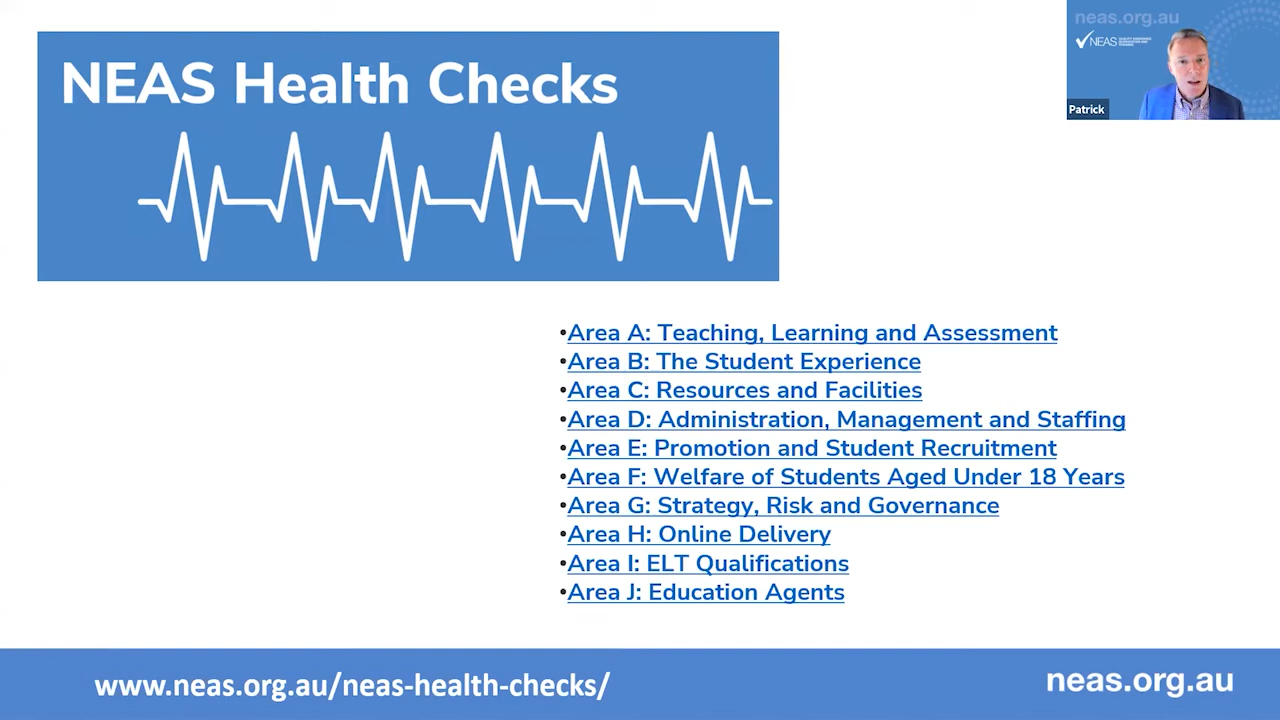 NEAS Health Checks
neas.org.au
NEAS
Patrick
•Area A: Teaching, Learning and Assessment
•Area B: The Student Experience
•Area C: Resources and Facilities
•Area D: Administration, Management and Staffing
•Area E: Promotion and Student Recruitment
•Area F: Welfare of Students Aged Under 18 Years
•Area G: Strategy, Risk and Governance
•Area H: Online Delivery
•Area I: ELT Qualifications
•Area J: Education Agents
www.neas.org.au/neas-health-checks/
neas.org.au